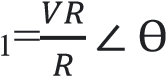 ₁=VR/R ∠ Ɵ